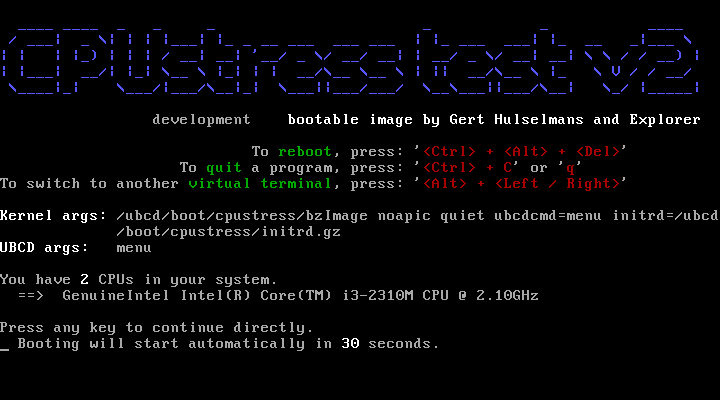 CPUstress test v3
development    bootable image by Gert Hulselmans and Explorer
To reboot, press: '<Ctrl> + <Alt> + <Del>'
To quit a program, press: '<Ctrl> + C' or 'q'
To switch to another virtual terminal, press: '<Alt> + <Left / Right>'
Kernel args: /ubcd/boot/cpustress/bzImage noapic quiet ubcdcmd=menu initrd=/ubcd
/boot/cpustress/initrd.gz
UBCD args:   menu
You have 2 CPUs in your system.
==>  GenuineIntel Intel(R) Core(TM) i3-2310M CPU @ 2.10GHz
Press any key to continue directly.
_ Booting will start automatically in 30 seconds.